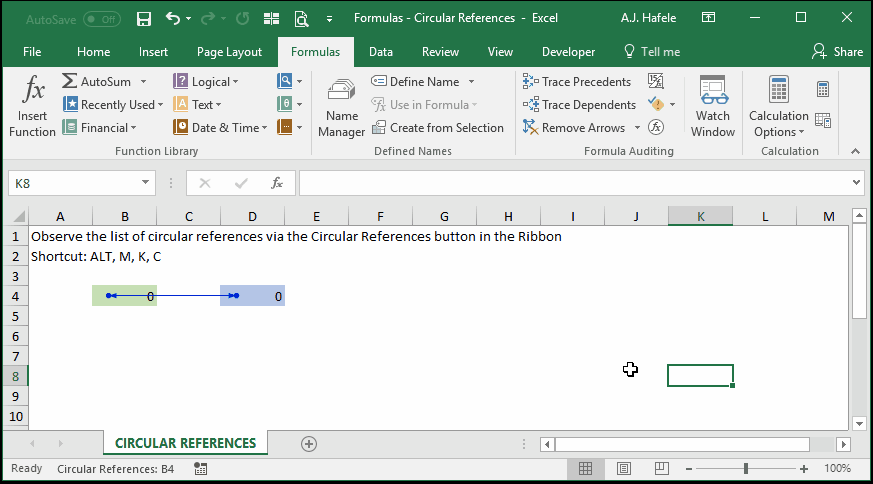 AutoSave Off
Formulas - Circular References - Excel
A.J. Hafele
File Home Insert Page Layout Formulas Data Review View Developer Tell me Share
fx AutoSum Logical Define Name Trace Precedents
Recently Used Text Use in Formula Trace Dependents
Financial Date & Time Create from Selection Remove Arrows
Insert Function
Name Manager
Watch Window
Calculation Options
Function Library Defined Names Formula Auditing Calculation
K8 fx
A B C D E F G H I J K L M
1 Observe the list of circular references via the Circular References button in the Ribbon
2 Shortcut: ALT, M, K, C
3
4 0 0
5
6
7
8
9
10
CIRCULAR REFERENCES
Ready Circular References: B4 100%